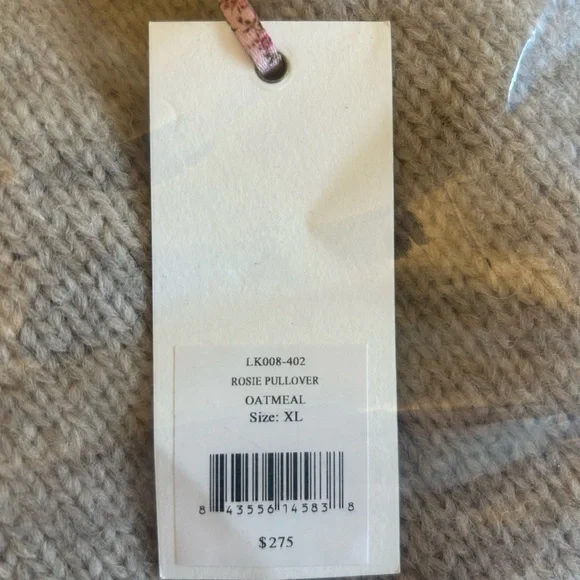 LK008-402
ROSIE PULLOVER
OATMEAL
Size: XL
8 43556 14583 8
$275